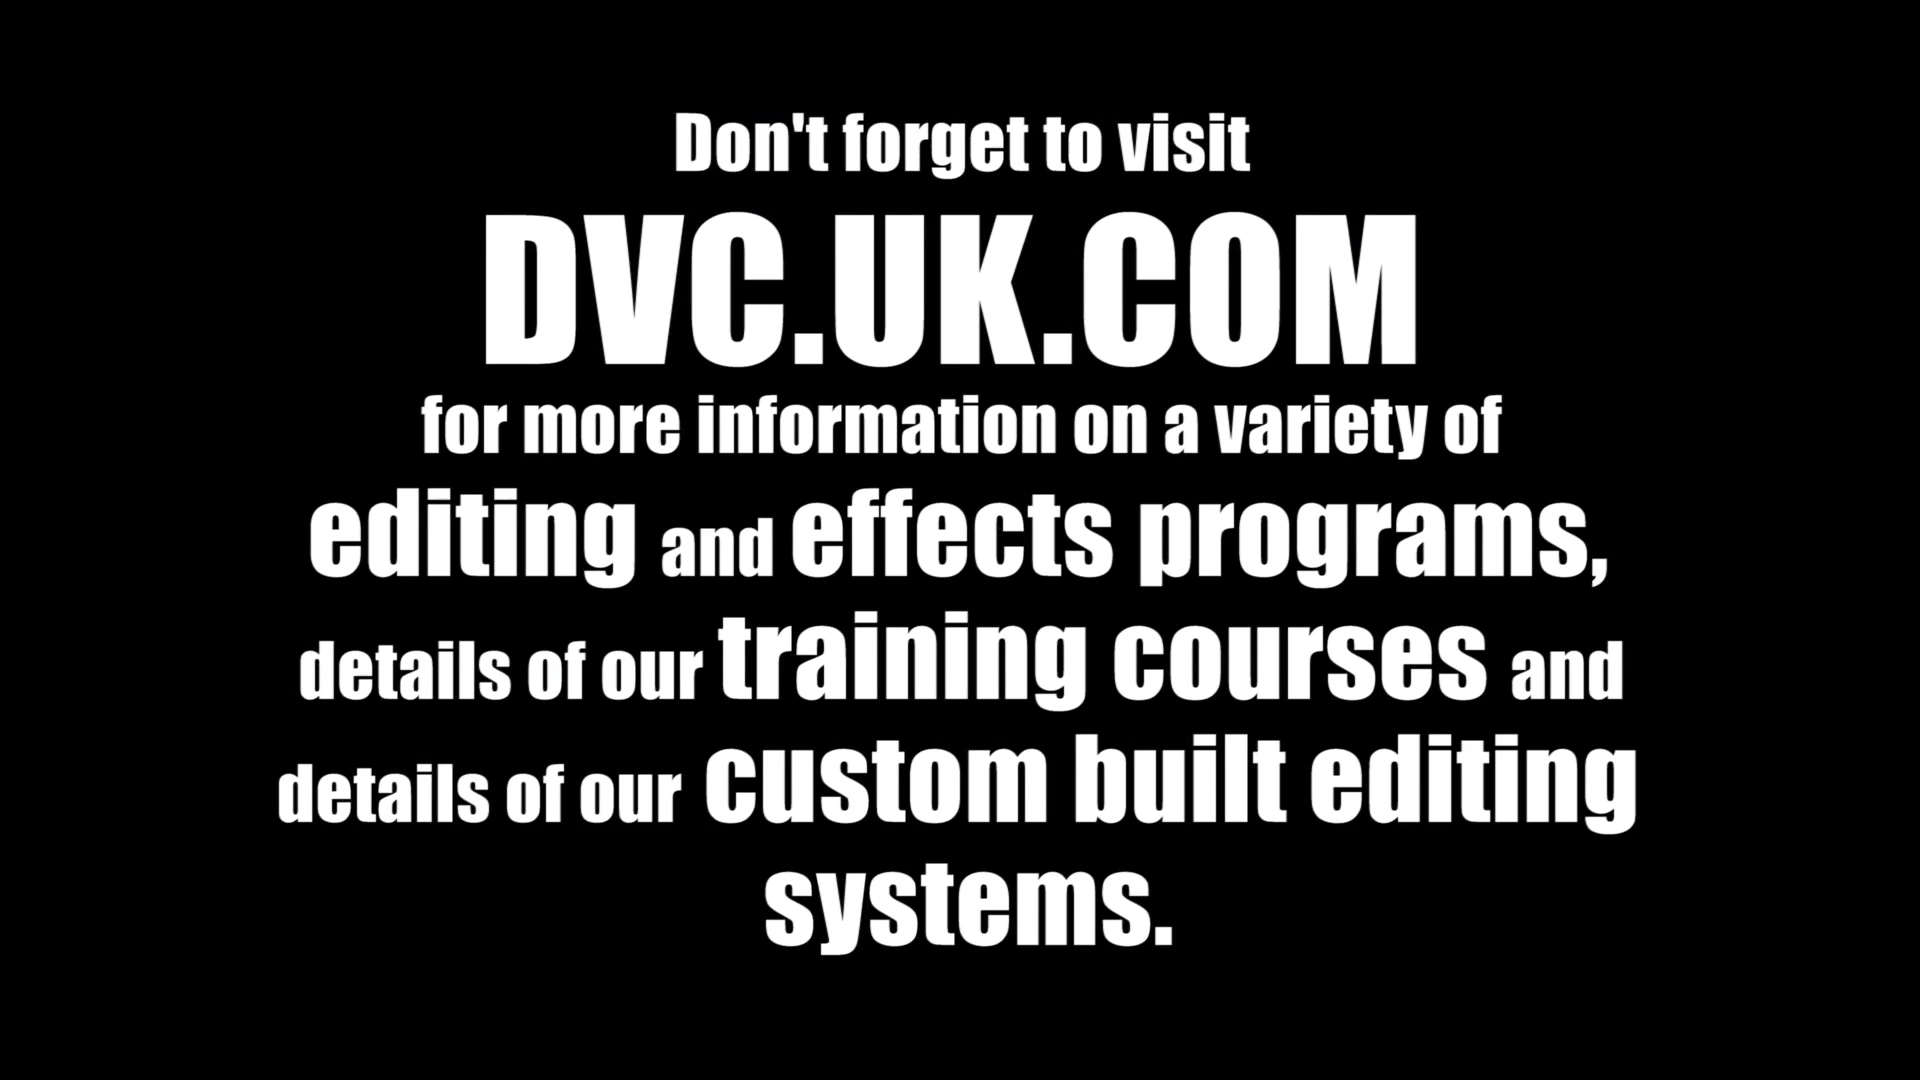 Don't forget to visit
DVC.UK.COM
for more information on a variety of
editing and effects programs,
details of our training courses and
details of our custom built editing
systems.